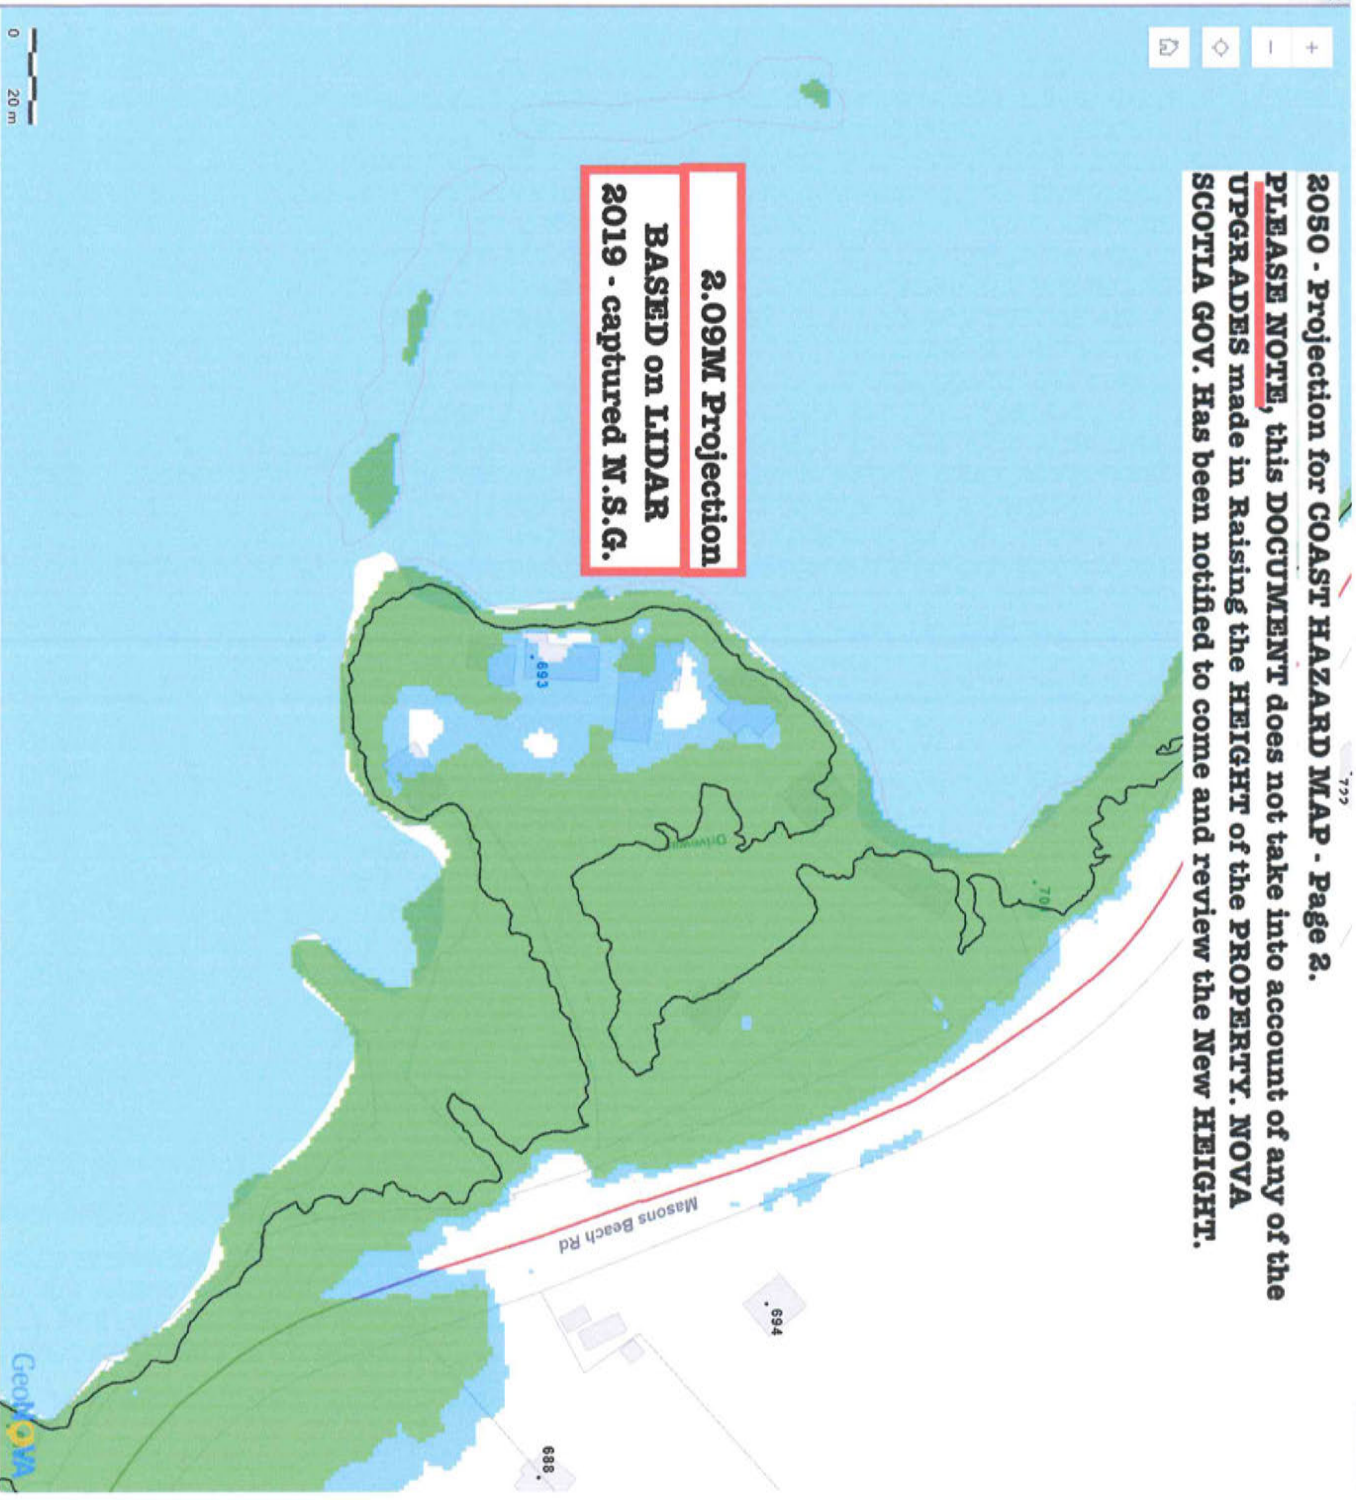 2050 - Projection for COAST HAZARD MAP - Page 2.
PLEASE NOTE, this DOCUMENT does not take into account of any of the
UPGRADES made in Raising the HEIGHT of the PROPERTY. NOVA
SCOTIA GOV. Has been notified to come and review the New HEIGHT.
2.09M Projection
BASED on LIDAR
2019 - captured N.S.G.
693
694
688
Masons Beach Rd
0 20 m
GeoNOVA